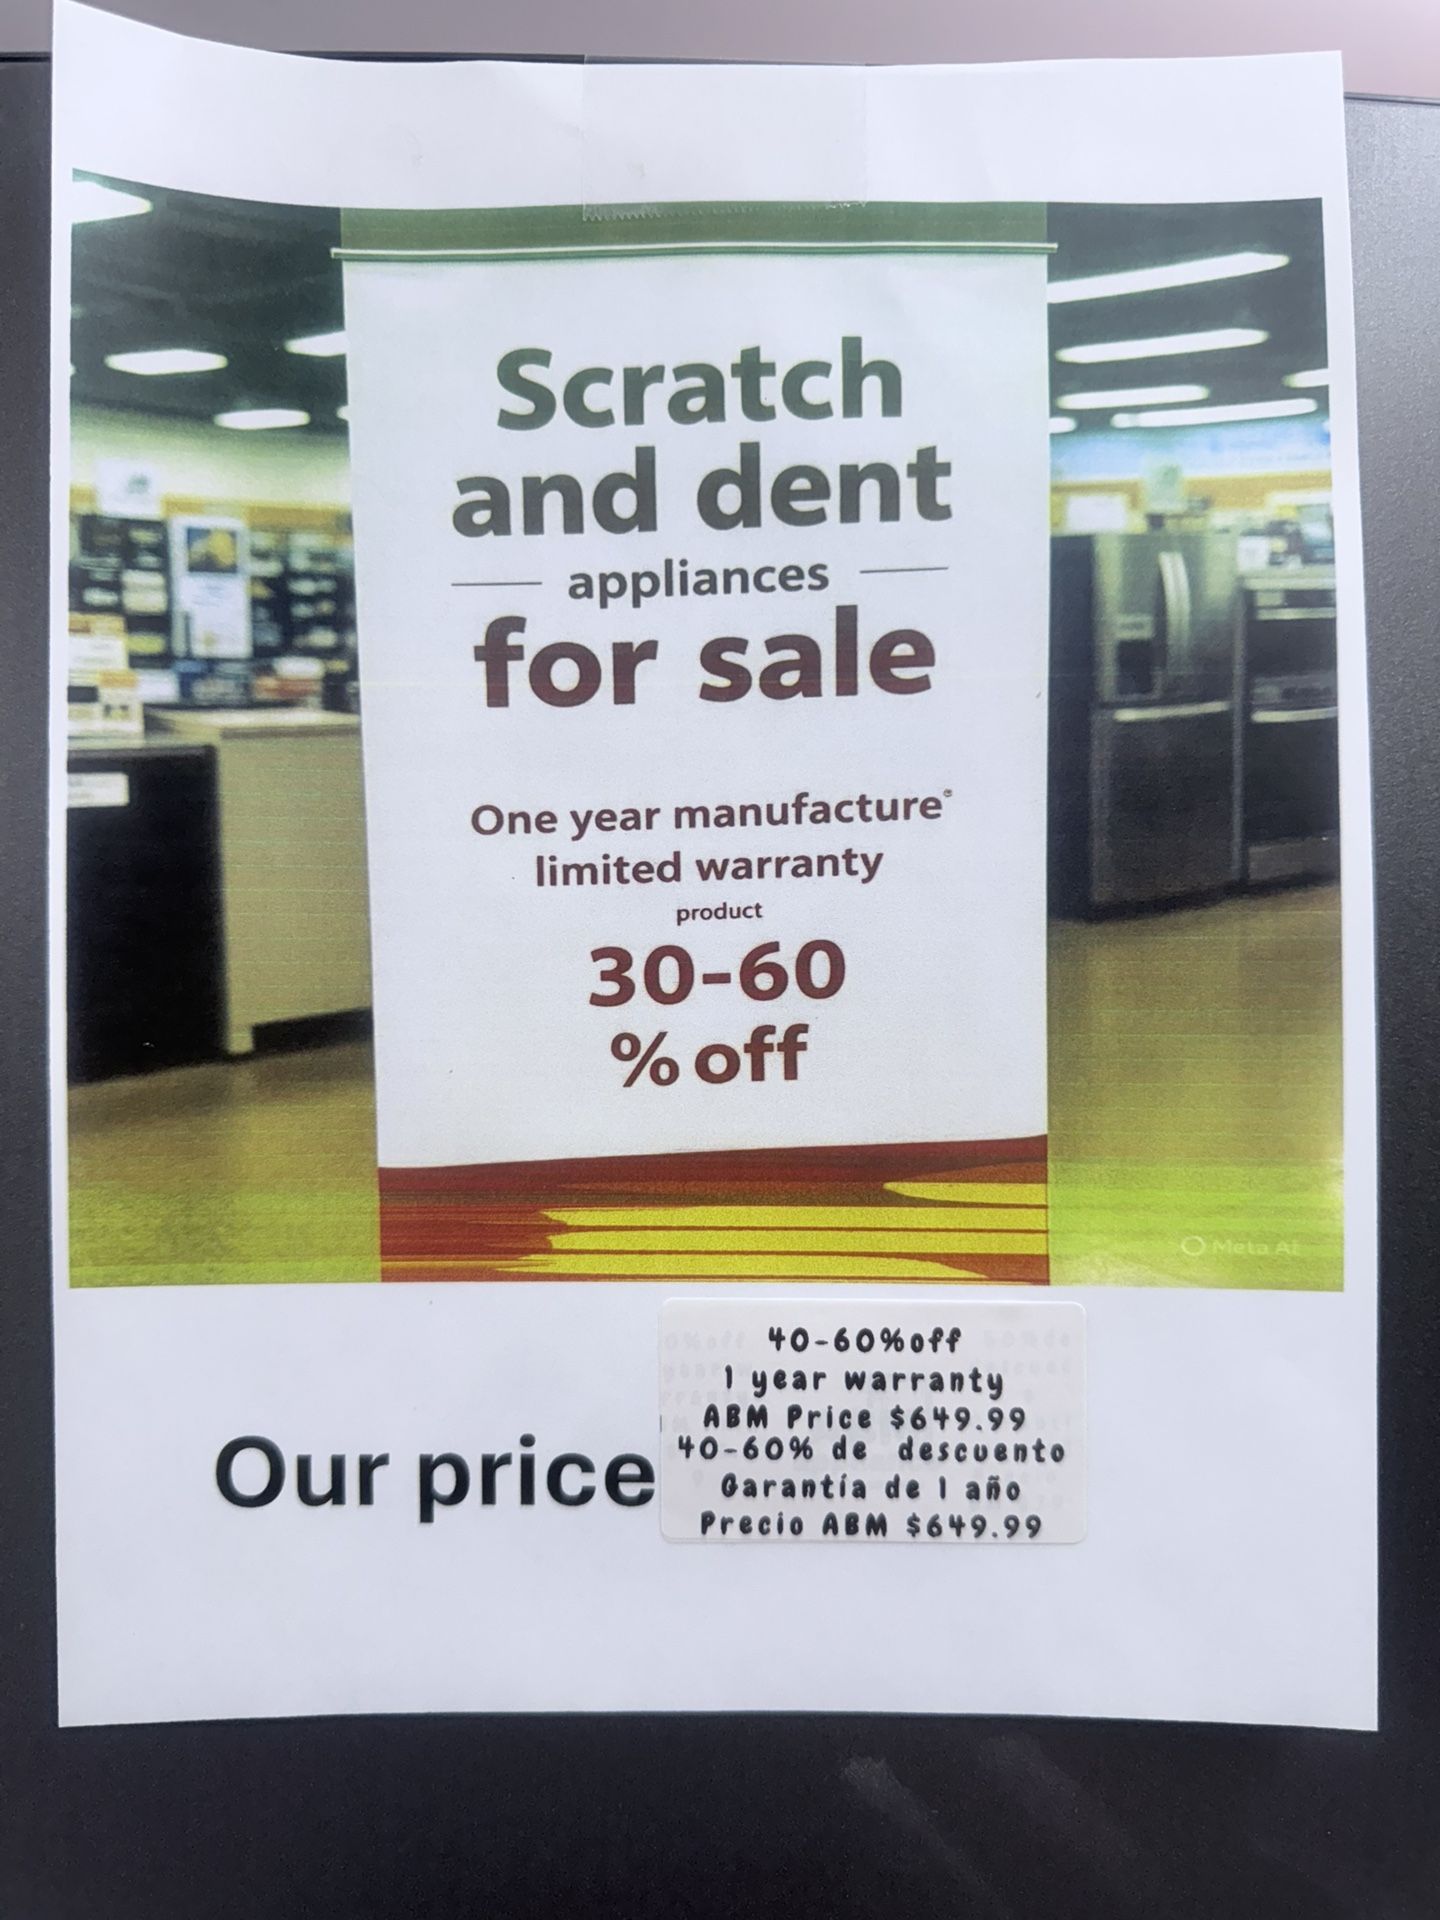 Scratch
and dent
appliances
for sale
One year manufacture
limited warranty
product
30-60
% off
Meta AI
Our price
40-60%off
1 year warranty
ABM Price $649.99
40-60% de descuento
Garantía de 1 año
Precio ABM $649.99